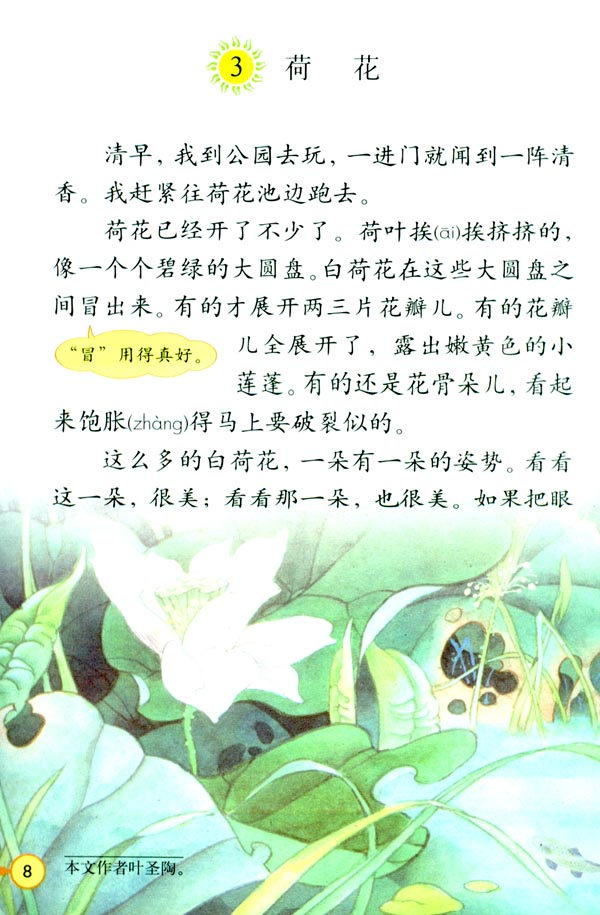 3 荷 花
清早，我到公园去玩，一进门就闻到一阵清
香。我赶紧往荷花池边跑去。
荷花已经开了不少了。荷叶挨(āi)挨挤挤的，
像一个个碧绿的大圆盘。白荷花在这些大圆盘之
间冒出来。有的才展开两三片花瓣儿。有的花瓣
“冒”用得真好。
儿全展开了，露出嫩黄色的小
莲蓬。有的还是花骨朵儿，看起
来饱胀(zhàng)得马上要破裂似的。
这么多的白荷花，一朵有一朵的姿势。看看
这一朵，很美；看看那一朵，也很美。如果把眼
本文作者叶圣陶。
8